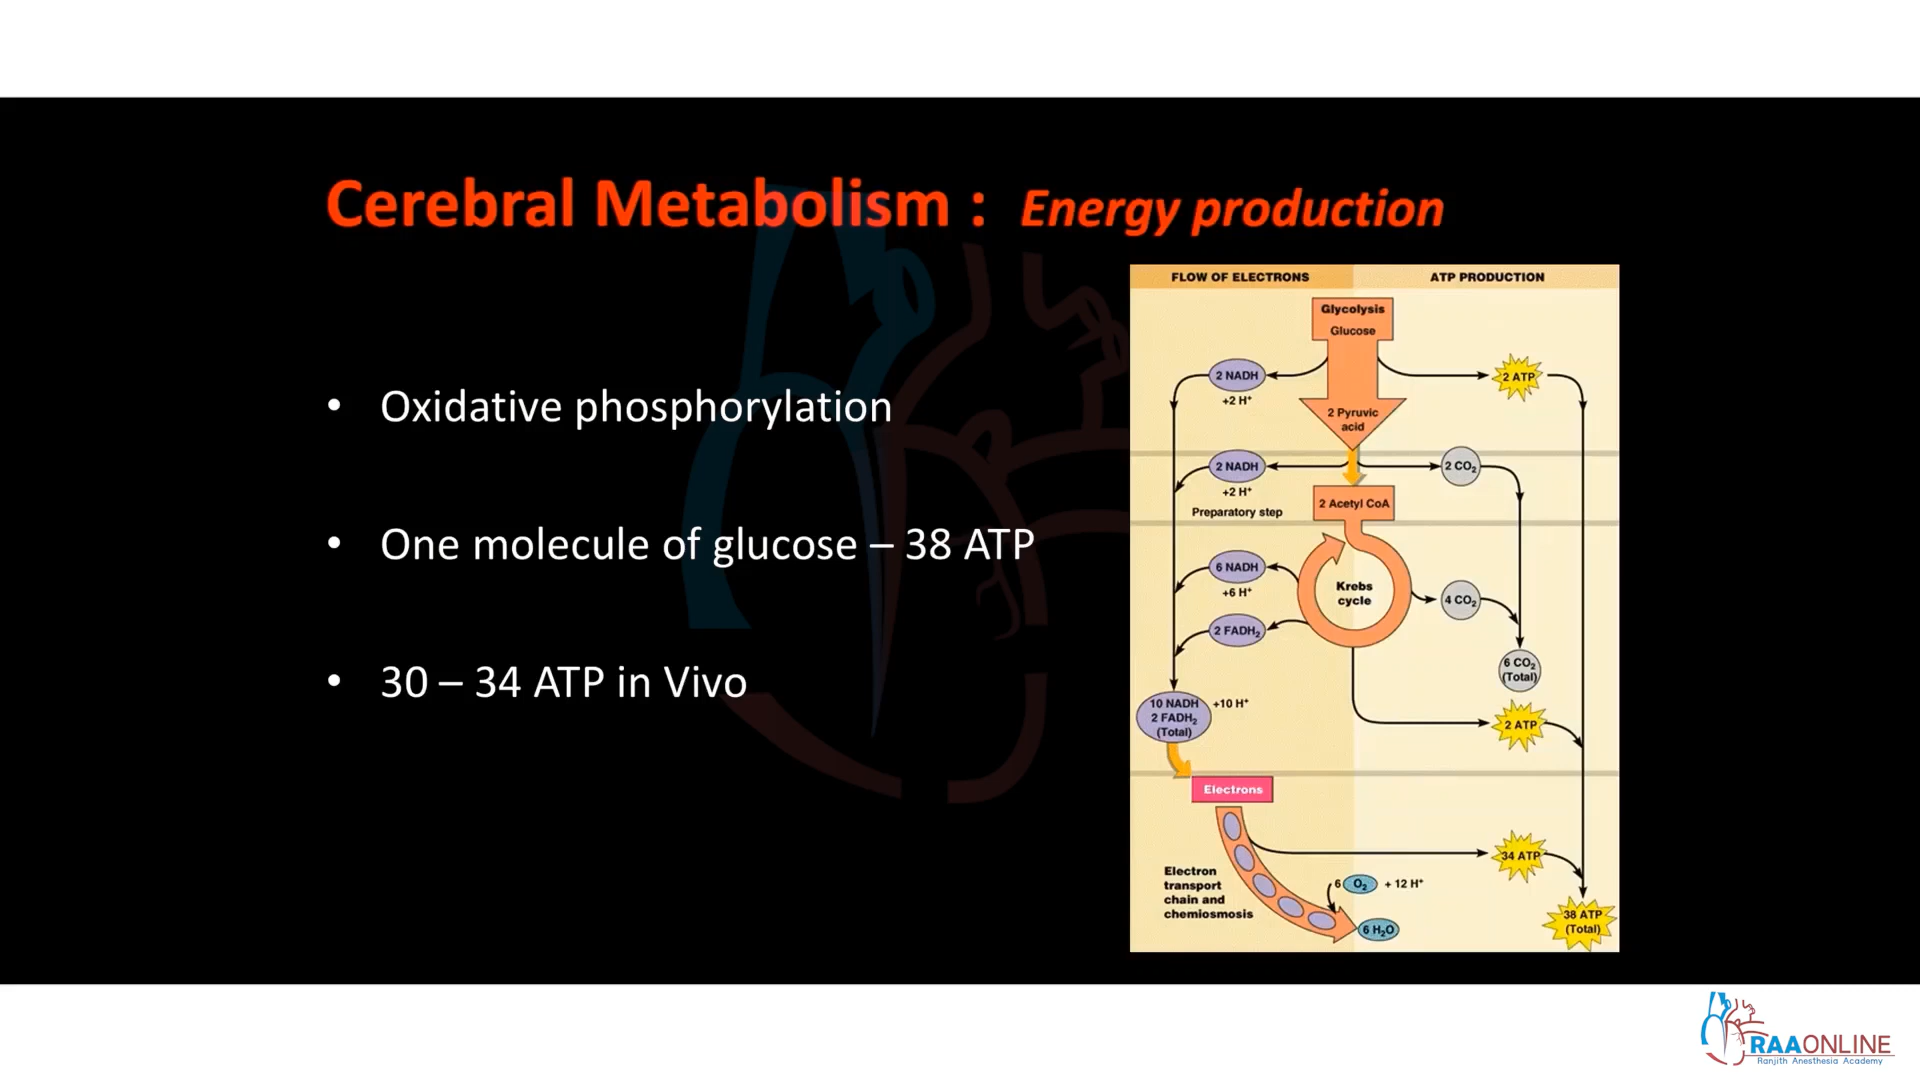 Cerebral Metabolism : Energy production
• Oxidative phosphorylation
• One molecule of glucose – 38 ATP
• 30 – 34 ATP in Vivo
FLOW OF ELECTRONS
ATP PRODUCTION
Glycolysis
Glucose
2 NADH
+2 H⁺
2 ATP
2 Pyruvic
acid
2 NADH
+2 H⁺
2 CO₂
Preparatory step
2 Acetyl CoA
6 NADH
+6 H⁺
Krebs
cycle
4 CO₂
2 FADH₂
6 CO₂
(Total)
10 NADH
2 FADH₂
(Total)
+10 H⁺
2 ATP
Electrons
34 ATP
Electron
transport
chain and
chemiosmosis
6 O₂ + 12 H⁺
6 H₂O
38 ATP
(Total)
RAAONLINE
Ranjith Anesthesia Academy